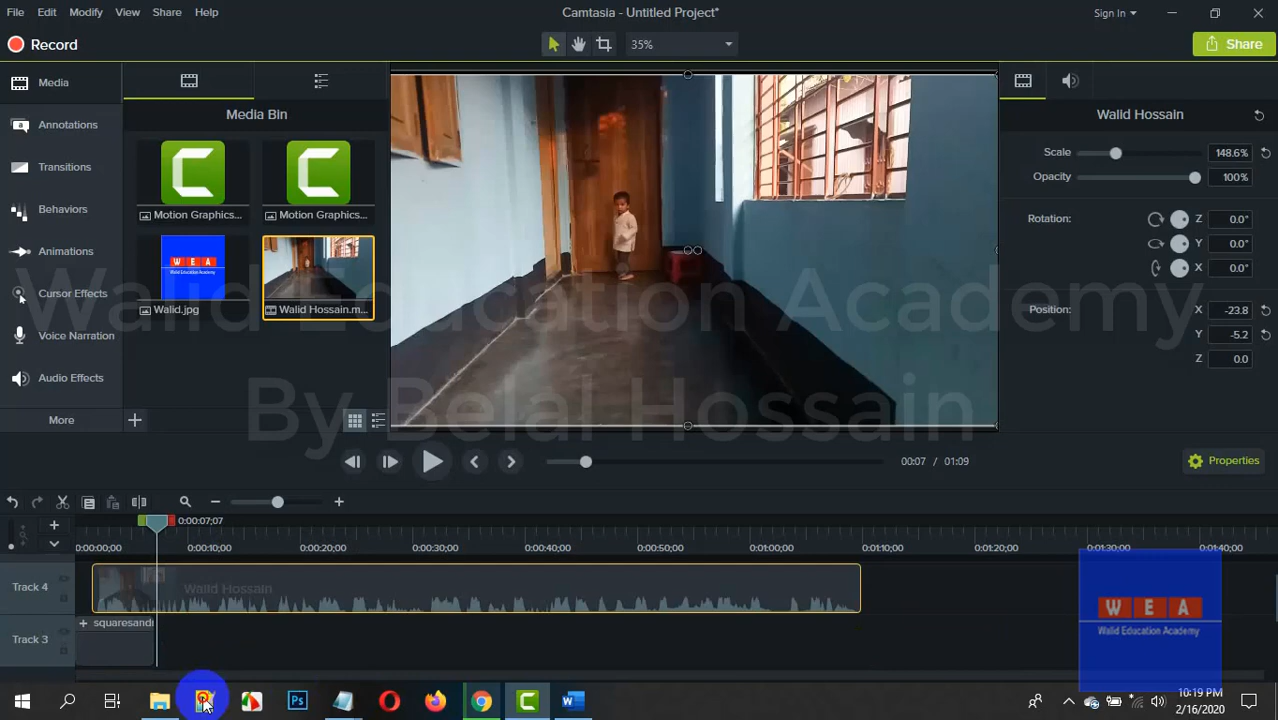 File Edit Modify View Share Help
Camtasia - Untitled Project*
Sign In
Record
35%
Share
Media
Annotations
Transitions
Behaviors
Animations
Cursor Effects
Voice Narration
Audio Effects
More
Media Bin
Motion Graphics...
Motion Graphics...
W E A
Walid.jpg
Walid Hossain.m...
Walid Hossain
Scale 148.6%
Opacity 100%
Rotation: Z 0.0°
Y 0.0°
X 0.0°
Position: X -23.8
Y -5.2
Z 0.0
Walid Education Academy
By Belal Hossain
00:07 / 01:09
Properties
0:00:07;07
0:00:00;00 0:00:10;00 0:00:20;00 0:00:30;00 0:00:40;00 0:00:50;00 0:01:00;00 0:01:10;00 0:01:20;00 0:01:30;00 0:01:40;00
Track 4
Walid Hossain
Track 3
squaresandr
W E A
Walid Education Academy
Ps
10:19 PM
2/16/2020